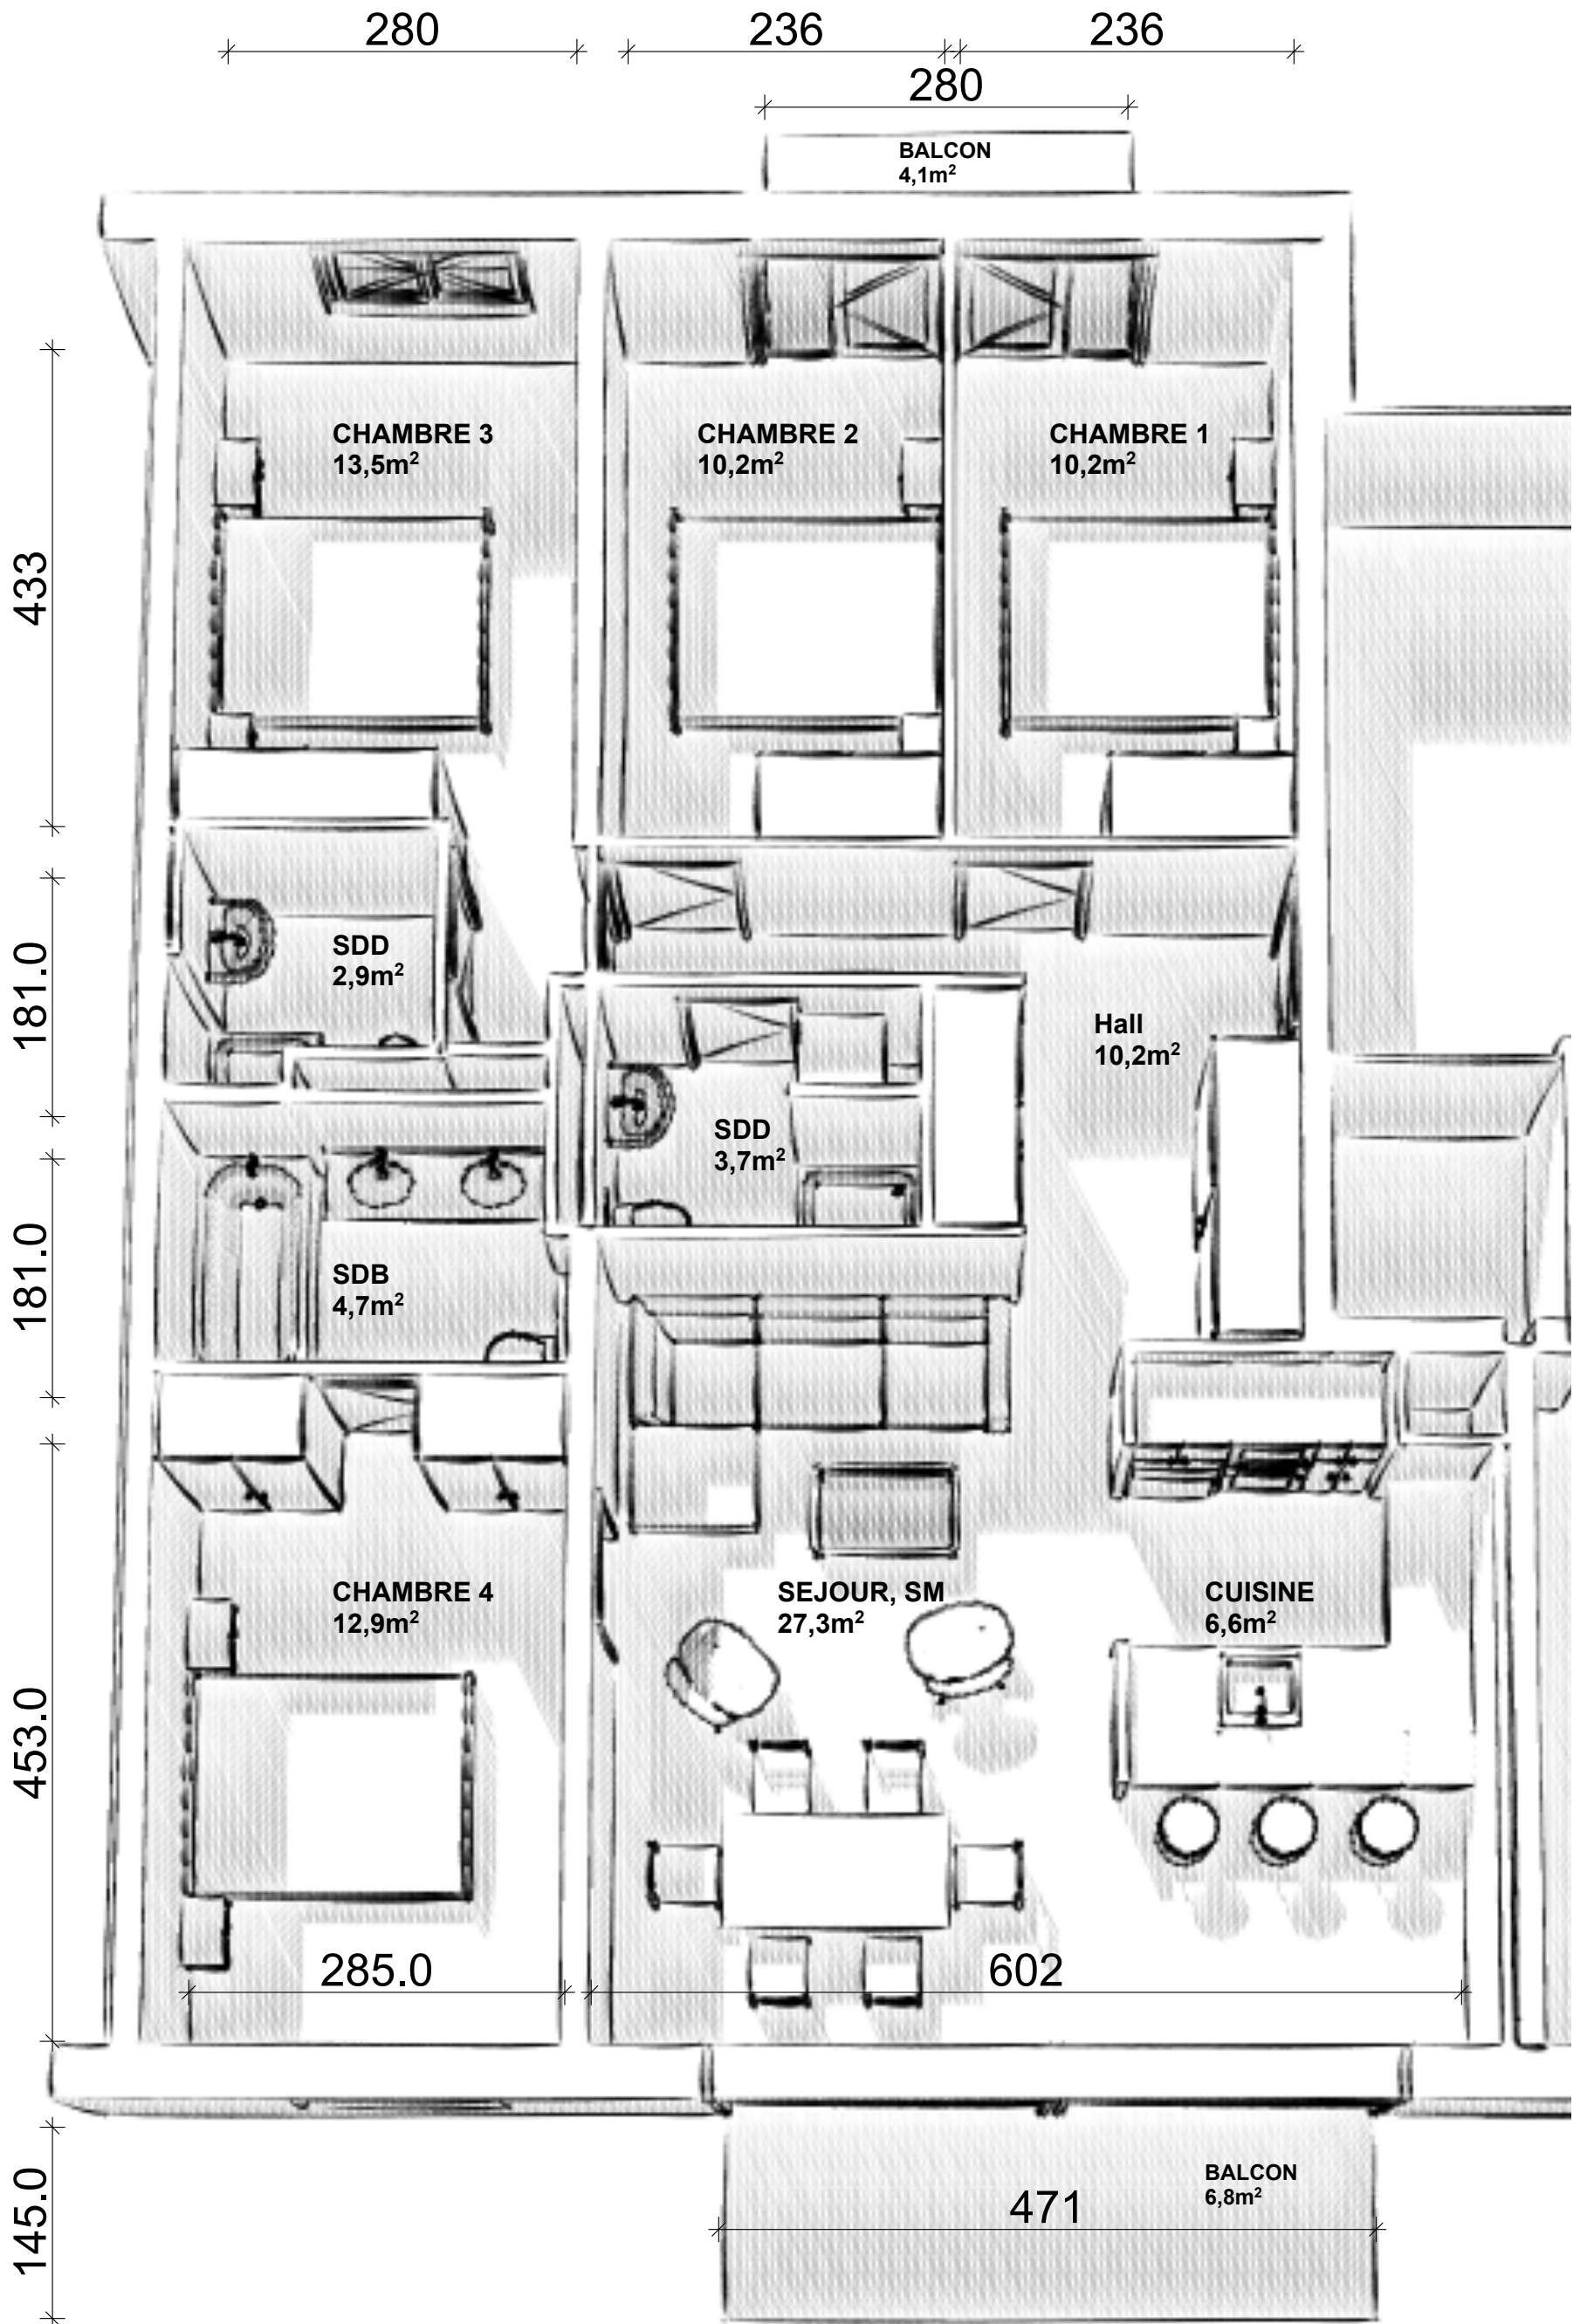 280
236
236
280
BALCON
4,1m²
CHAMBRE 3
13,5m²
CHAMBRE 2
10,2m²
CHAMBRE 1
10,2m²
433
SDD
2,9m²
181.0
Hall
10,2m²
SDD
3,7m²
SDB
4,7m²
181.0
CHAMBRE 4
12,9m²
SEJOUR, SM
27,3m²
CUISINE
6,6m²
453.0
285.0
602
BALCON
6,8m²
471
145.0